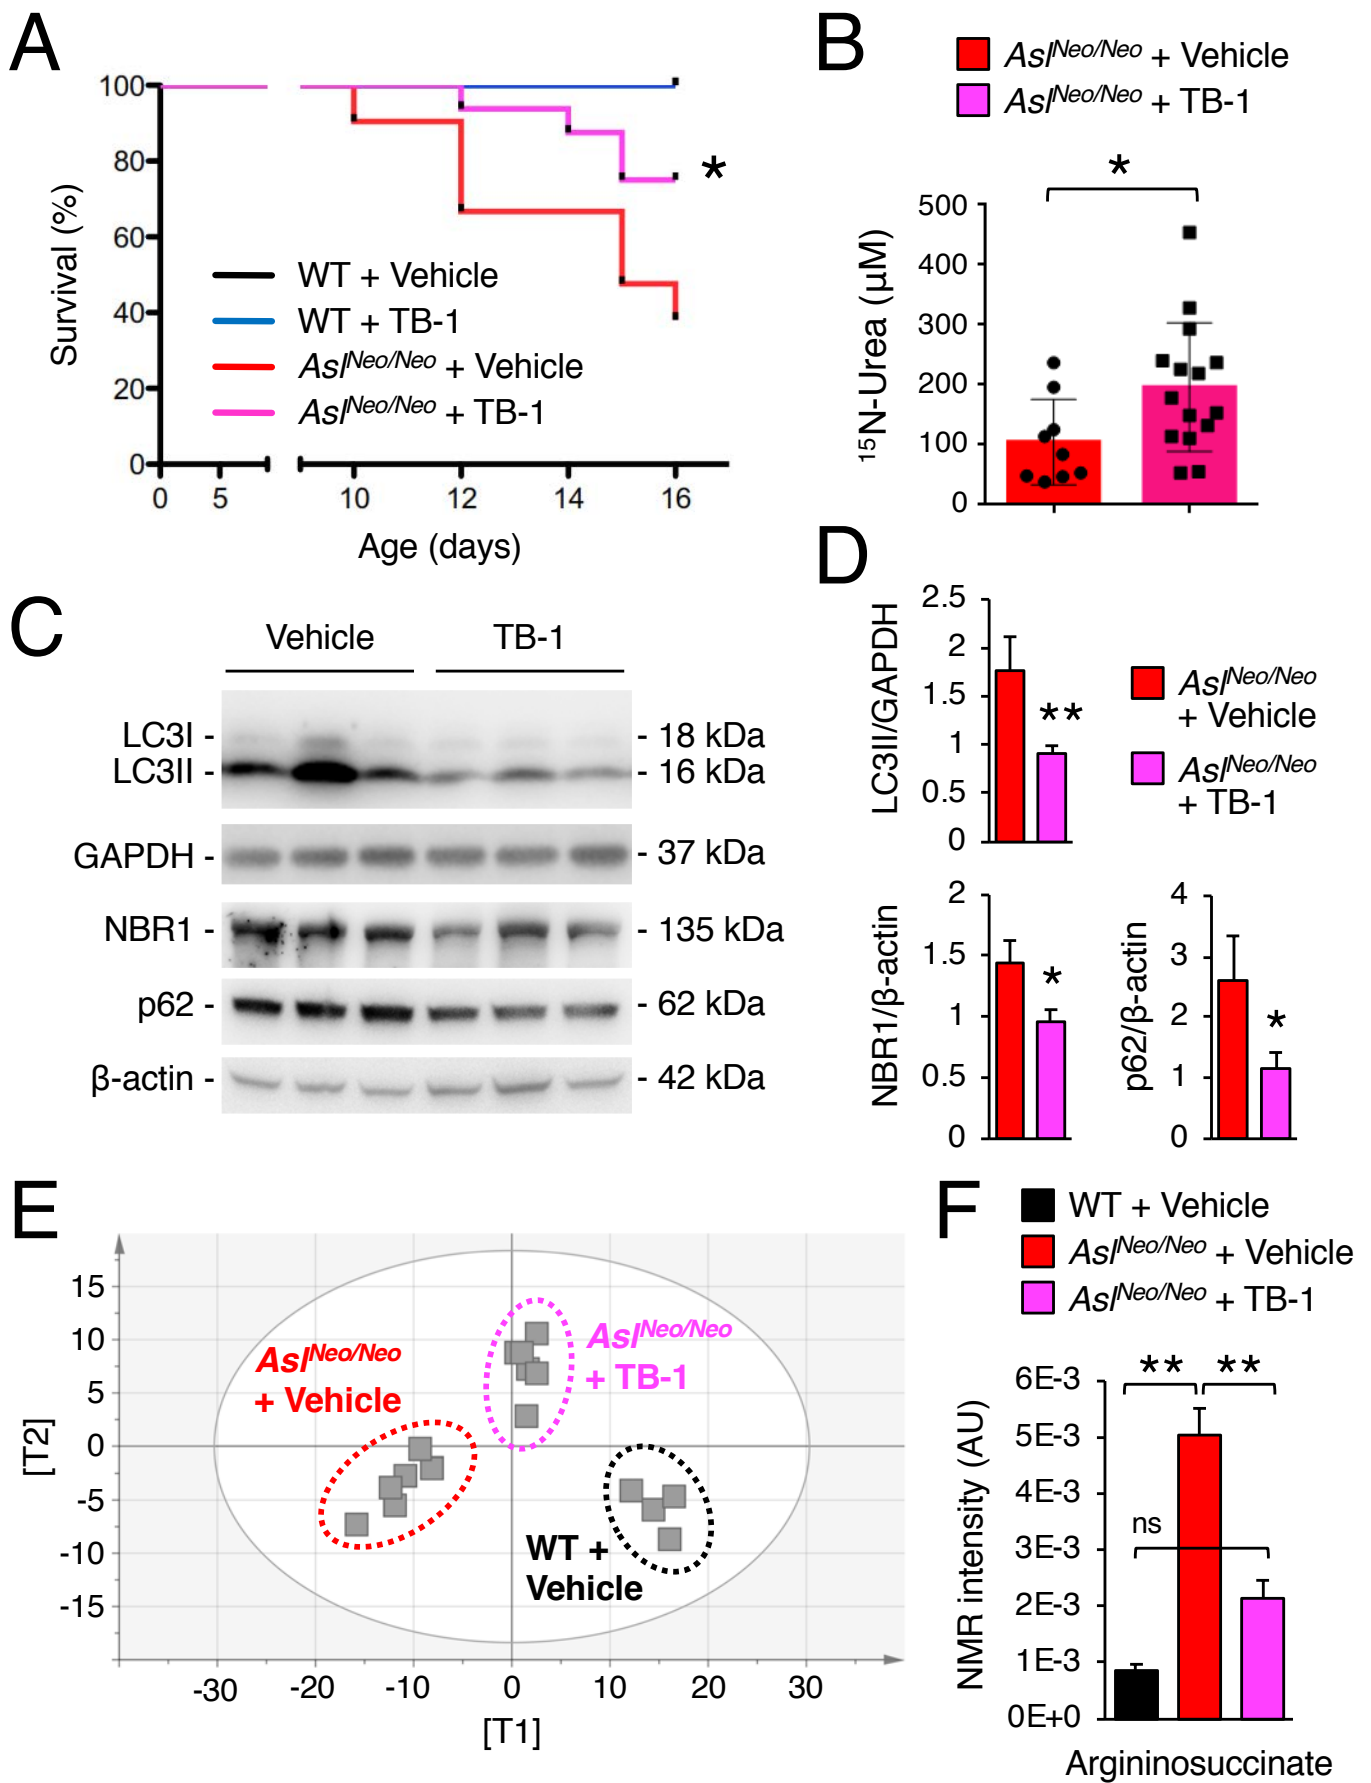 A
100
80
60
40
20
0
Survival (%)
WT + Vehicle
WT + TB-1
Asl^Neo/Neo + Vehicle
Asl^Neo/Neo + TB-1
*
0 5 10 12 14 16
Age (days)
B
Asl^Neo/Neo + Vehicle
Asl^Neo/Neo + TB-1
*
500
400
300
200
100
0
¹⁵N-Urea (µM)
C
Vehicle TB-1
LC3I - - 18 kDa
LC3II - - 16 kDa
GAPDH - - 37 kDa
NBR1 - - 135 kDa
p62 - - 62 kDa
β-actin - - 42 kDa
D
2.5
2
1.5
1
0.5
0
LC3II/GAPDH
**
Asl^Neo/Neo
+ Vehicle
Asl^Neo/Neo
+ TB-1
2
1.5
1
0.5
0
NBR1/β-actin
*
4
3
2
1
0
p62/β-actin
*
E
15
10
5
0
-5
-10
-15
[T2]
Asl^Neo/Neo
+ Vehicle
Asl^Neo/Neo
+ TB-1
WT +
Vehicle
-30 -20 -10 0 10 20 30
[T1]
F
WT + Vehicle
Asl^Neo/Neo + Vehicle
Asl^Neo/Neo + TB-1
** **
ns
6E-3
5E-3
4E-3
3E-3
2E-3
1E-3
0E+0
NMR intensity (AU)
Argininosuccinate